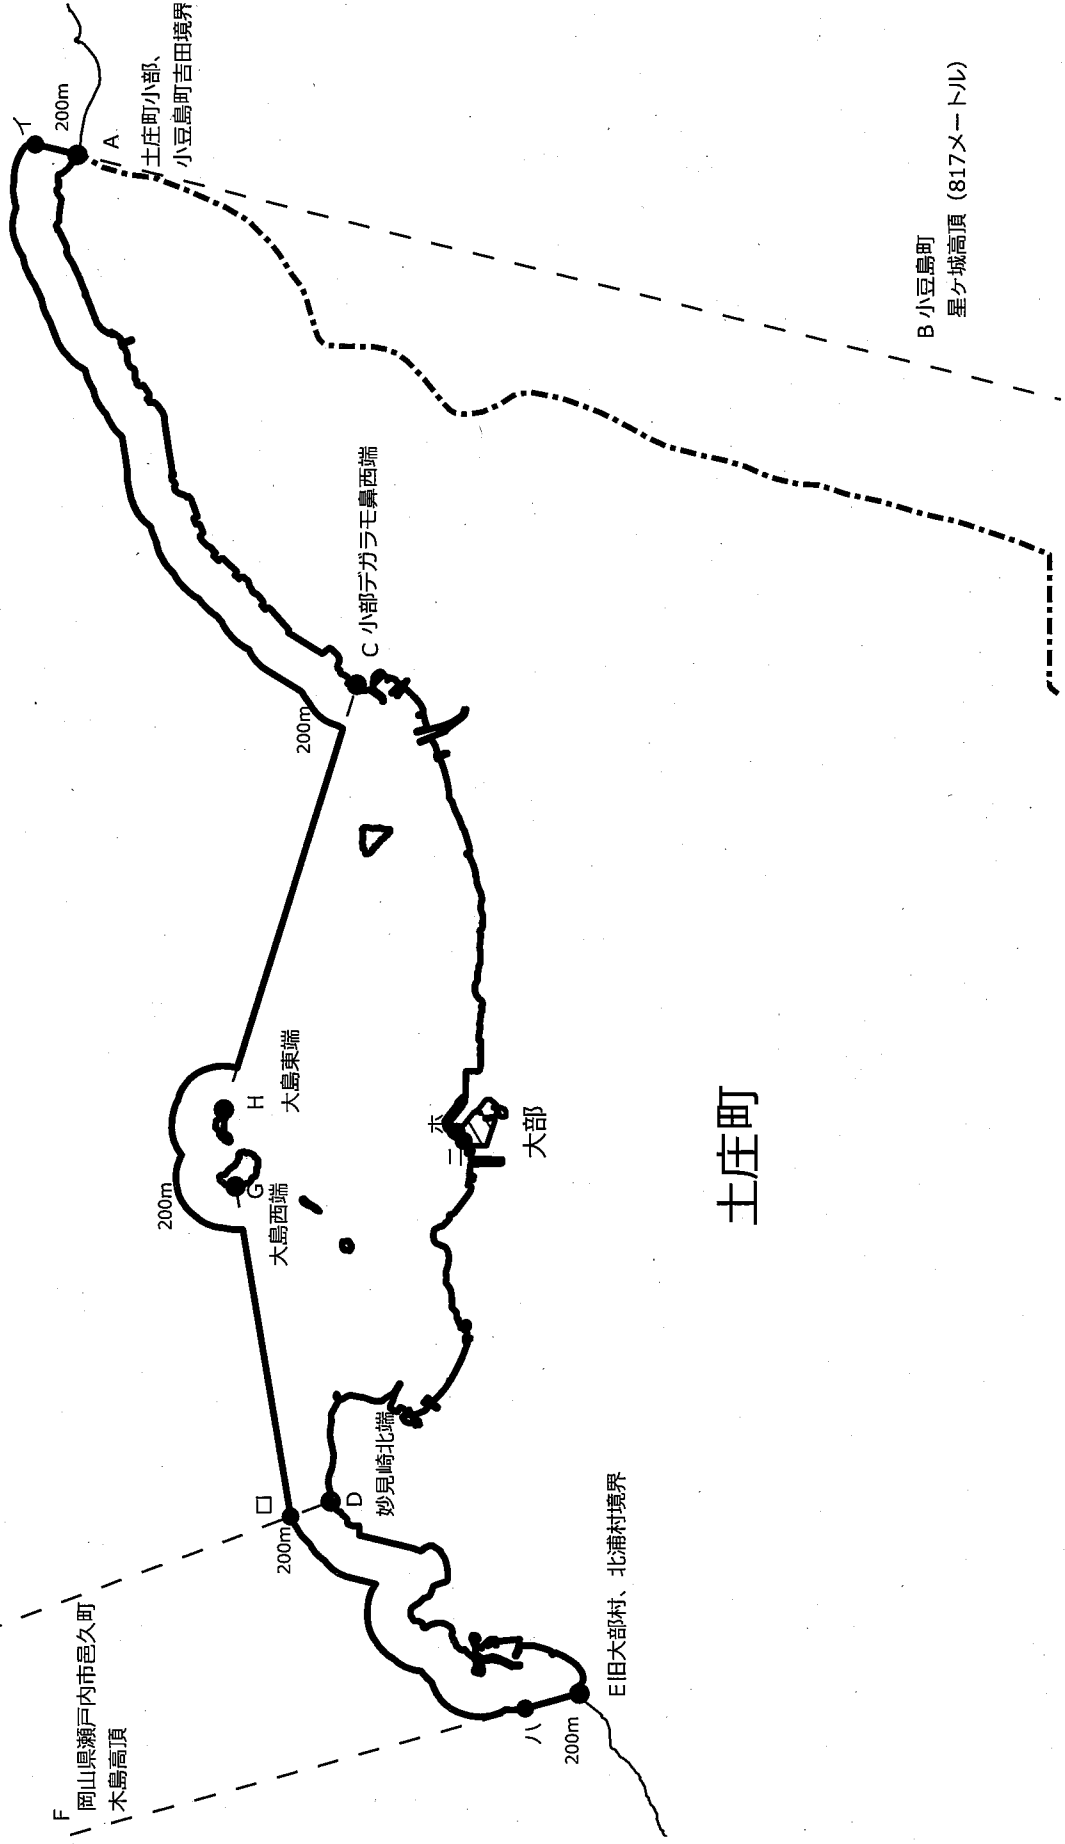 イ
200m
A
土庄町小部、
小豆島町吉田境界
B 小豆島町
星ヶ城高頂（817メートル）
C 小部デガラモ鼻西端
200m
H
大島東端
200m
G
大島西端
ホ
ニ
大部
土庄町
ロ
200m
D
妙見崎北端
E旧大部村、北浦村境界
ハ
200m
F
岡山県瀬戸内市邑久町
木島高頂